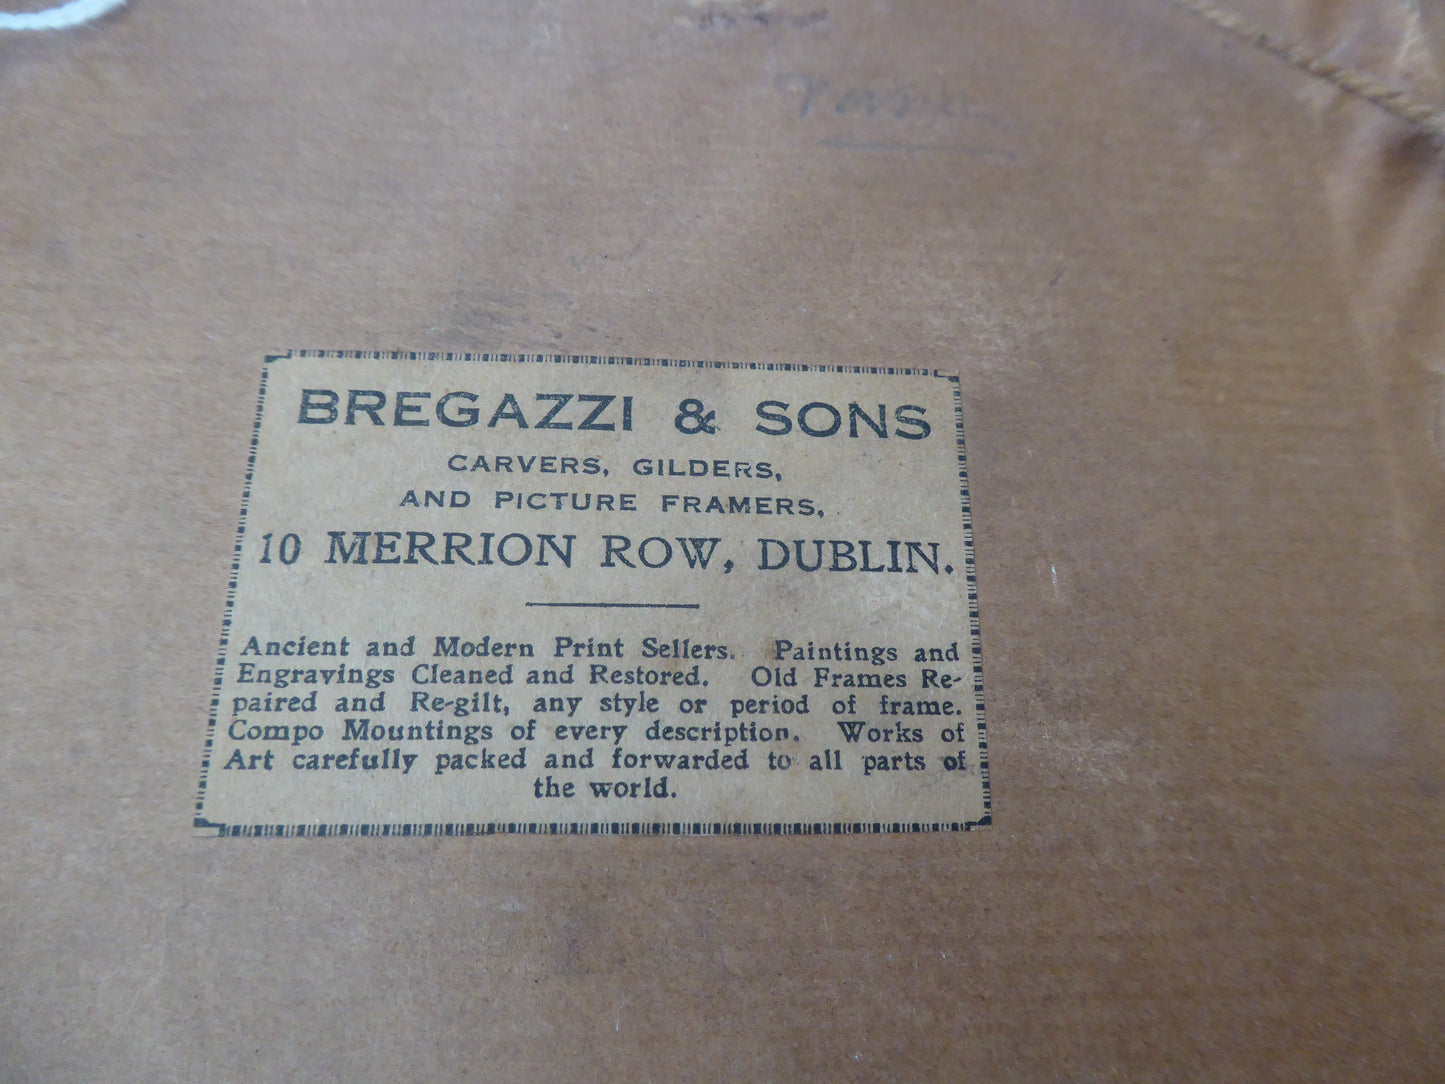 BREGAZZI & SONS
CARVERS, GILDERS,
AND PICTURE FRAMERS,
10 MERRION ROW, DUBLIN.
Ancient and Modern Print Sellers. Paintings and
Engravings Cleaned and Restored. Old Frames Re-
paired and Re-gilt, any style or period of frame.
Compo Mountings of every description. Works of
Art carefully packed and forwarded to all parts of
the world.